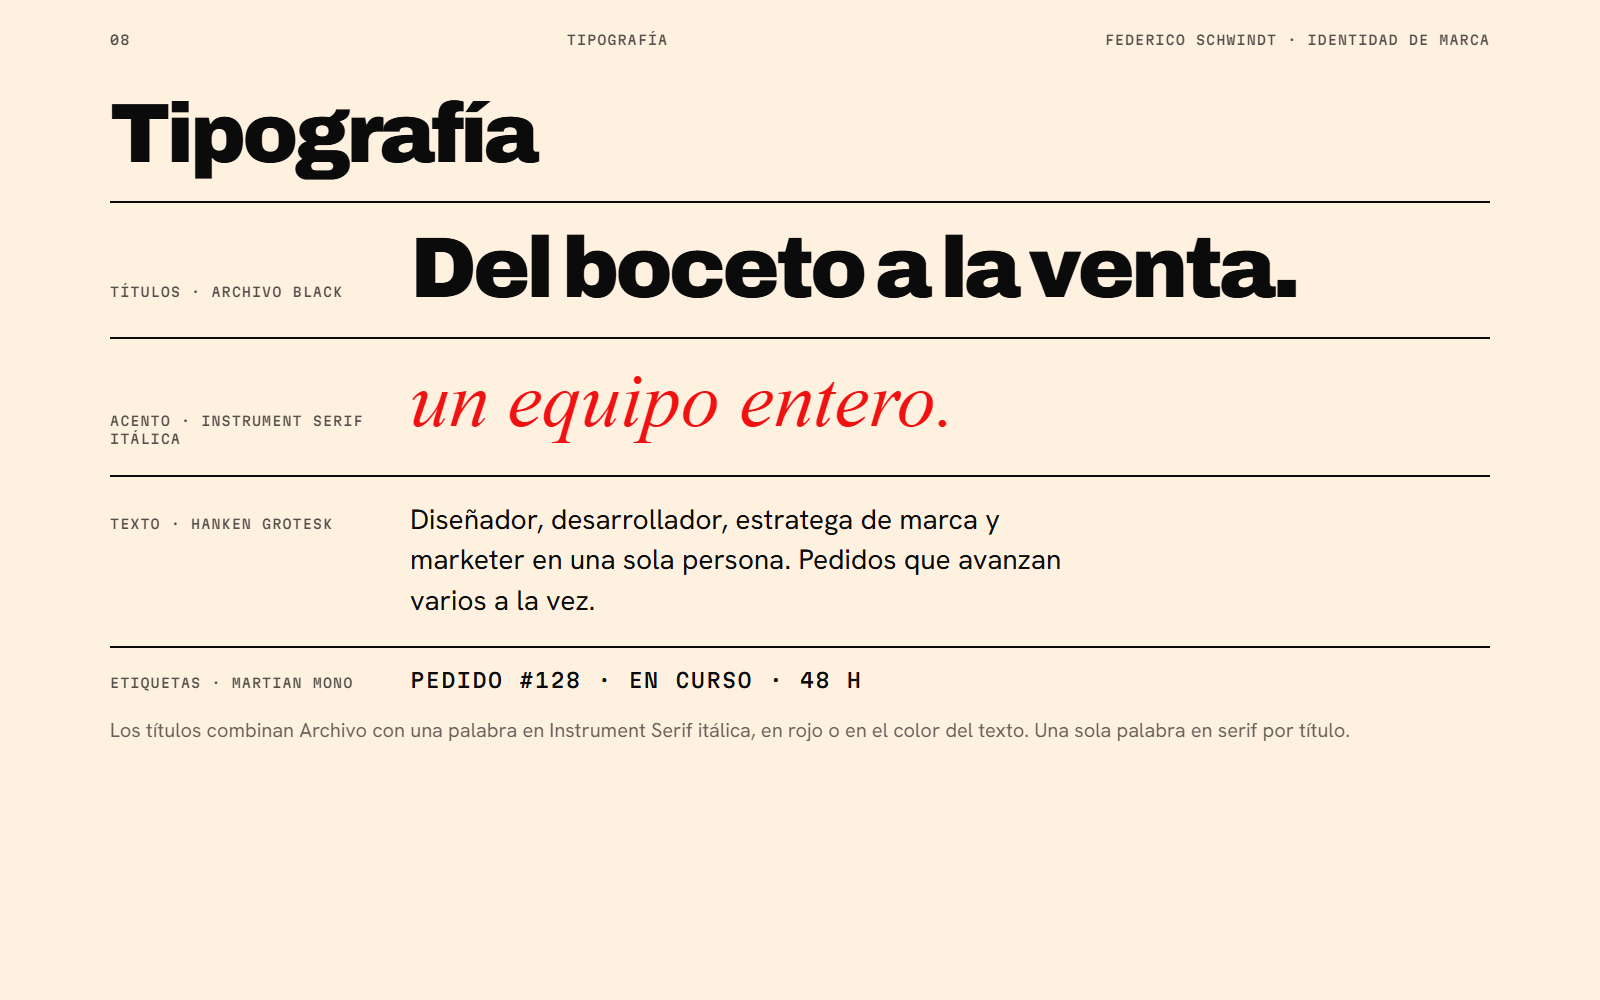 08
TIPOGRAFÍA
FEDERICO SCHWINDT · IDENTIDAD DE MARCA
Tipografía
TÍTULOS · ARCHIVO BLACK
Del boceto a la venta.
ACENTO · INSTRUMENT SERIF
ITÁLICA
un equipo entero.
TEXTO · HANKEN GROTESK
Diseñador, desarrollador, estratega de marca y
marketer en una sola persona. Pedidos que avanzan
varios a la vez.
ETIQUETAS · MARTIAN MONO
PEDIDO #128 · EN CURSO · 48 H
Los títulos combinan Archivo con una palabra en Instrument Serif itálica, en rojo o en el color del texto. Una sola palabra en serif por título.